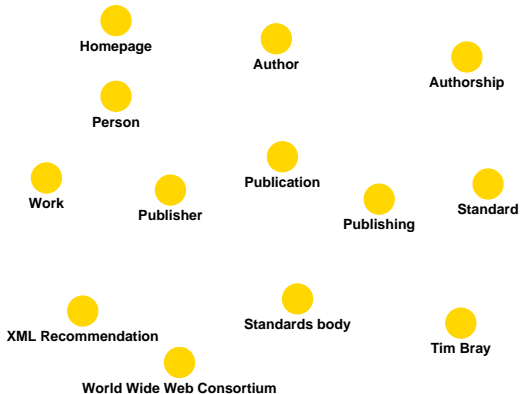 Homepage
Author
Authorship
Person
Publication
Work
Publisher
Publishing
Standard
XML Recommendation
Standards body
Tim Bray
World Wide Web Consortium